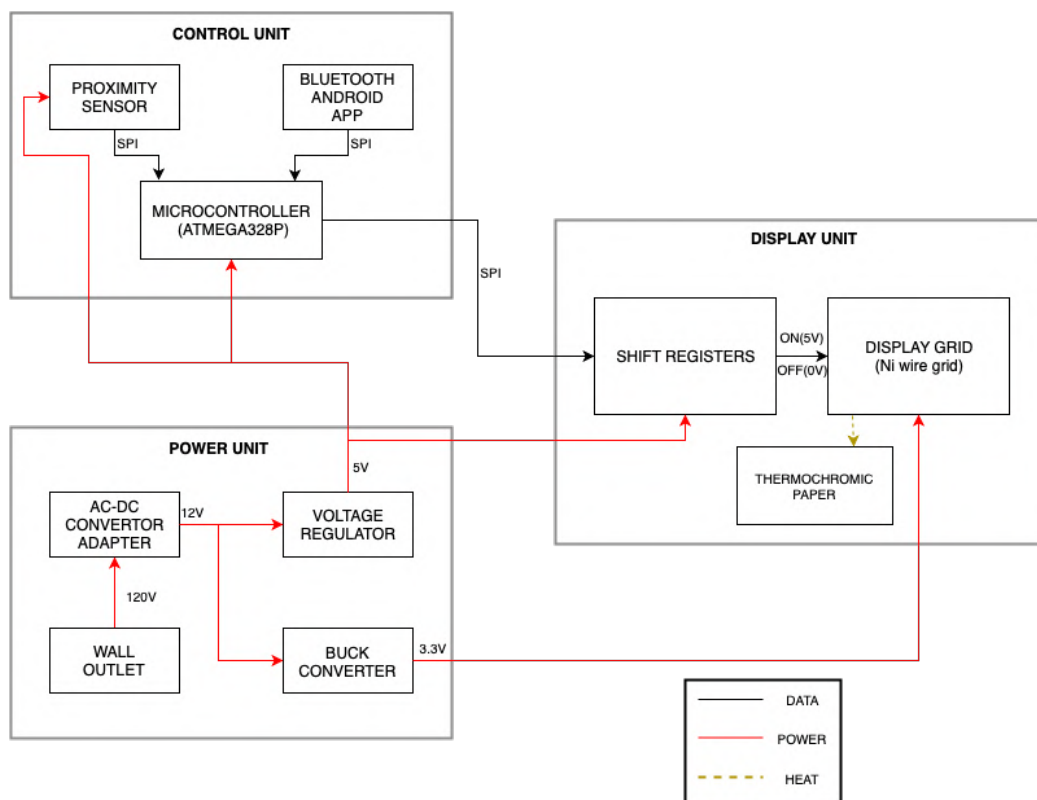 CONTROL UNIT
PROXIMITY
SENSOR
BLUETOOTH
ANDROID
APP
SPI
SPI
MICROCONTROLLER
(ATMEGA328P)
SPI
DISPLAY UNIT
SHIFT REGISTERS
ON(5V)
OFF(0V)
DISPLAY GRID
(Ni wire grid)
THERMOCHROMIC
PAPER
POWER UNIT
5V
AC-DC
CONVERTOR
ADAPTER
12V
VOLTAGE
REGULATOR
120V
WALL
OUTLET
BUCK
CONVERTER
3.3V
DATA
POWER
HEAT